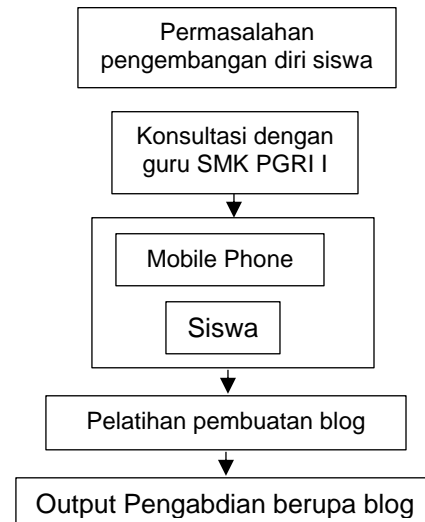 Permasalahan
pengembangan diri siswa
Konsultasi dengan
guru SMK PGRI I
Mobile Phone
Siswa
Pelatihan pembuatan blog
Output Pengabdian berupa blog